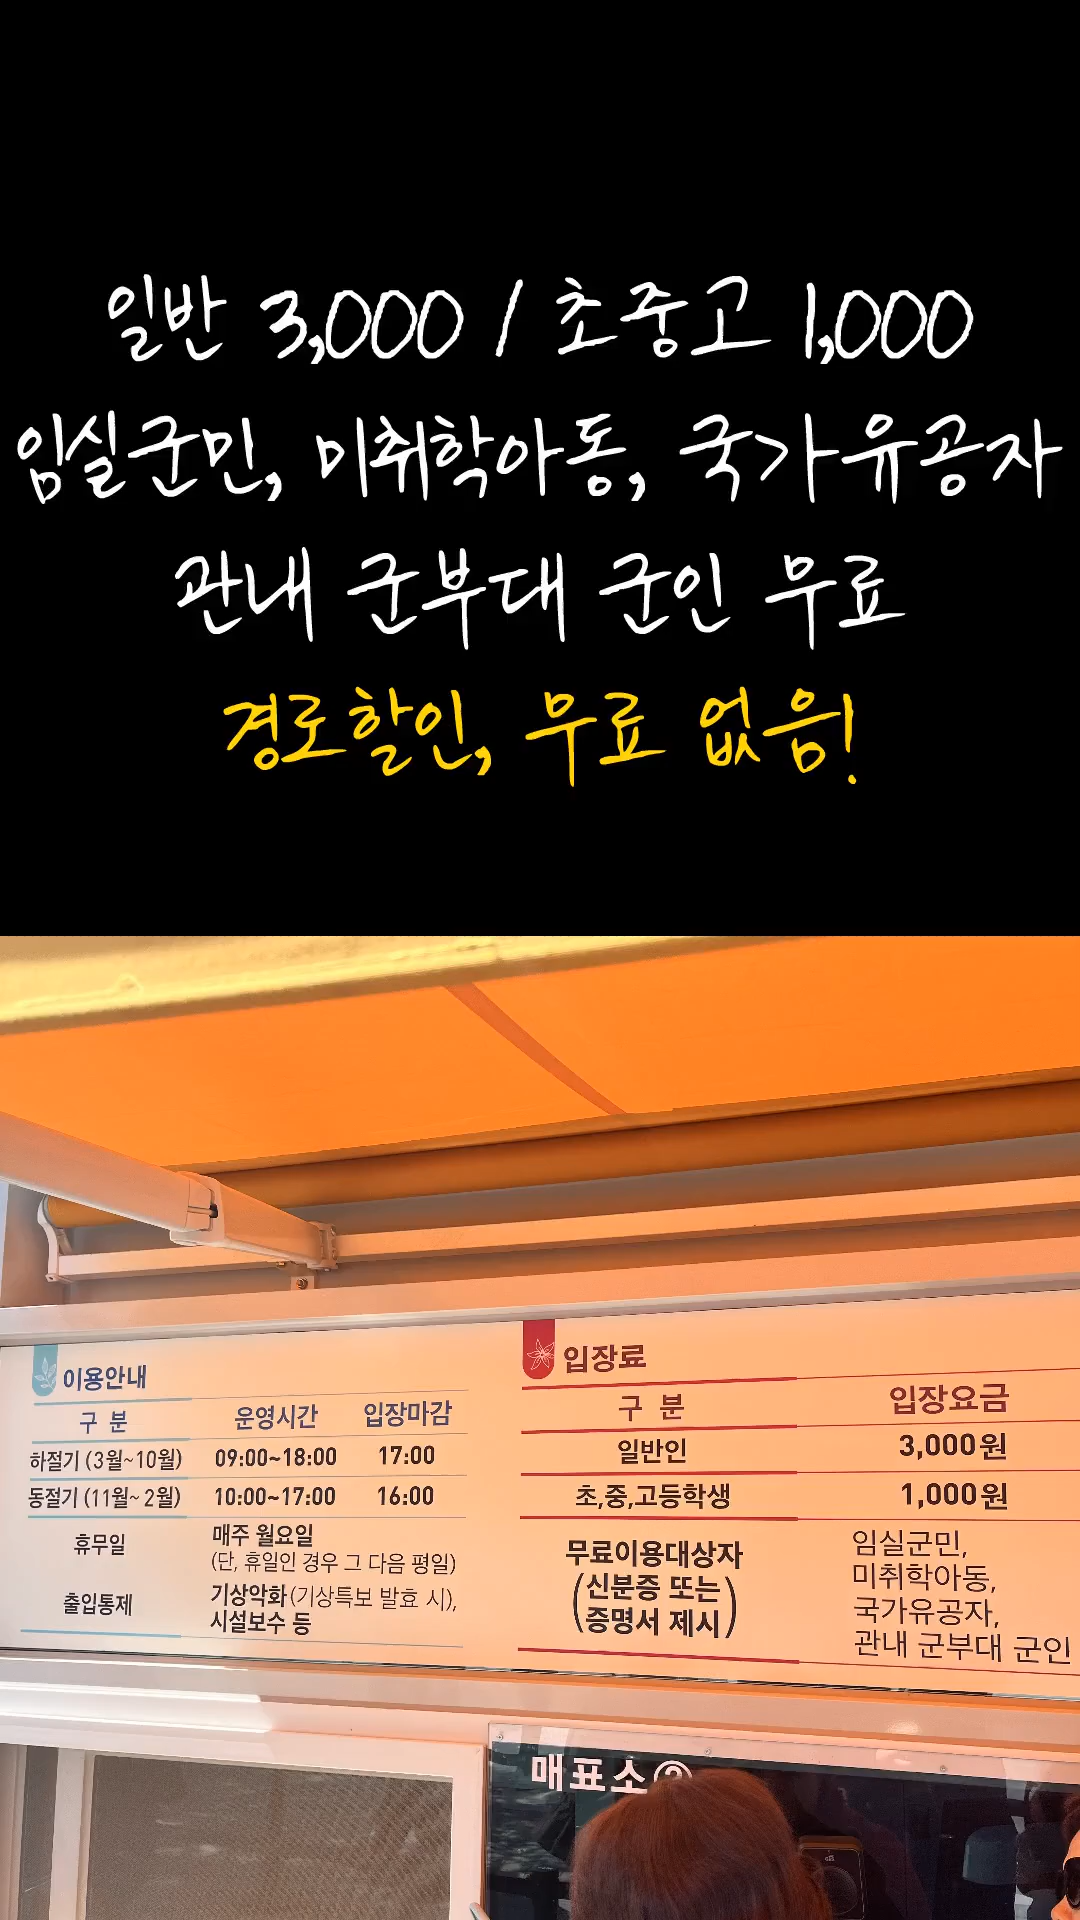 일반 3,000 / 초중고 1,000
임실군민, 미취학아동, 국가유공자
관내 군부대 군인 무료
경로할인, 무료 없음!
이용안내
구 분 운영시간 입장마감
하절기 (3월~10월) 09:00~18:00 17:00
동절기 (11월~2월) 10:00~17:00 16:00
휴무일 매주 월요일
(단, 휴일인 경우 그 다음 평일)
출입통제 기상악화(기상특보 발효 시),
시설보수 등
입장료
구 분 입장요금
일반인 3,000원
초,중,고등학생 1,000원
무료이용대상자
(신분증 또는
증명서 제시)
임실군민,
미취학아동,
국가유공자,
관내 군부대 군인
매표소